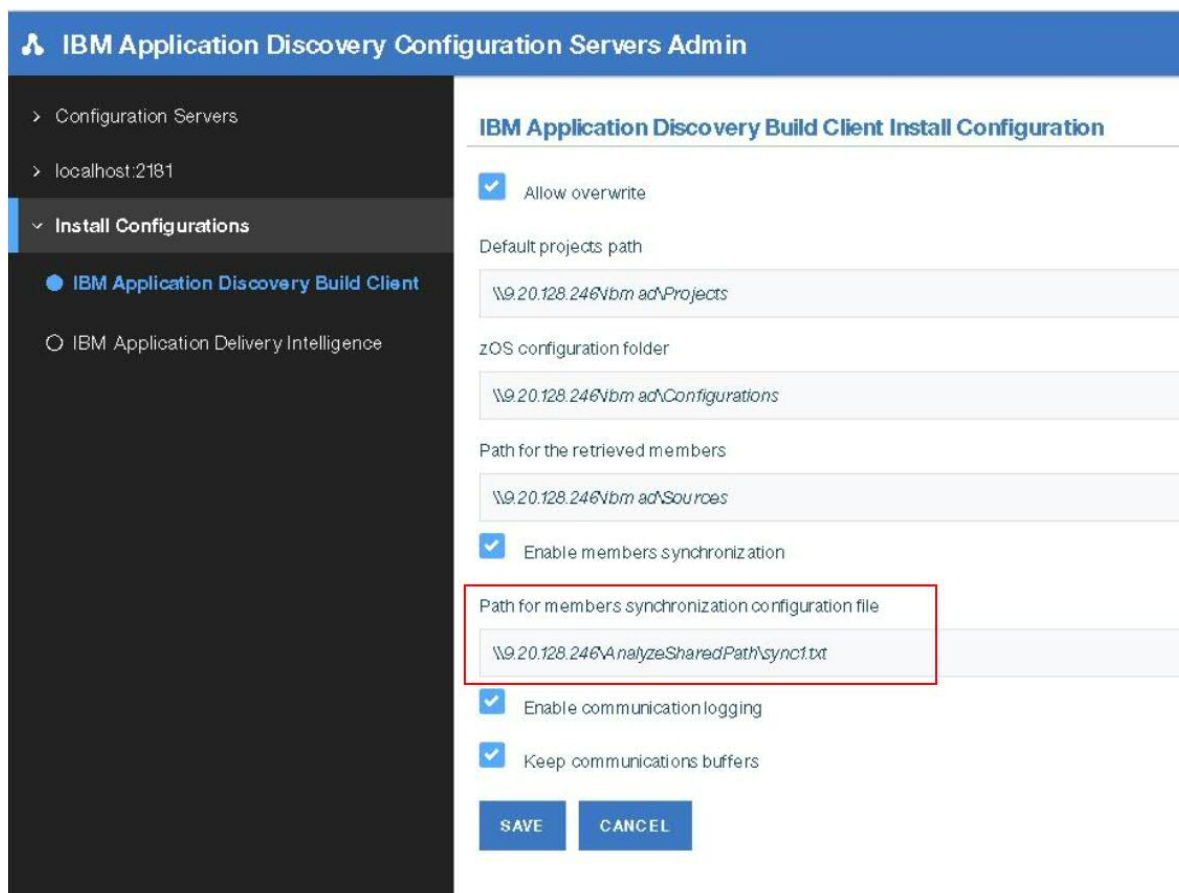 IBM Application Discovery Configuration Servers Admin
Configuration Servers
localhost:2181
Install Configurations
IBM Application Discovery Build Client
IBM Application Delivery Intelligence
IBM Application Discovery Build Client Install Configuration
Allow overwrite
Default projects path
\\9.20.128.246\ibm ad\Projects
zOS configuration folder
\\9.20.128.246\ibm ad\Configurations
Path for the retrieved members
\\9.20.128.246\ibm ad\Sources
Enable members synchronization
Path for members synchronization configuration file
\\9.20.128.246\AnalyzeSharedPath\sync1.txt
Enable communication logging
Keep communications buffers
SAVE
CANCEL